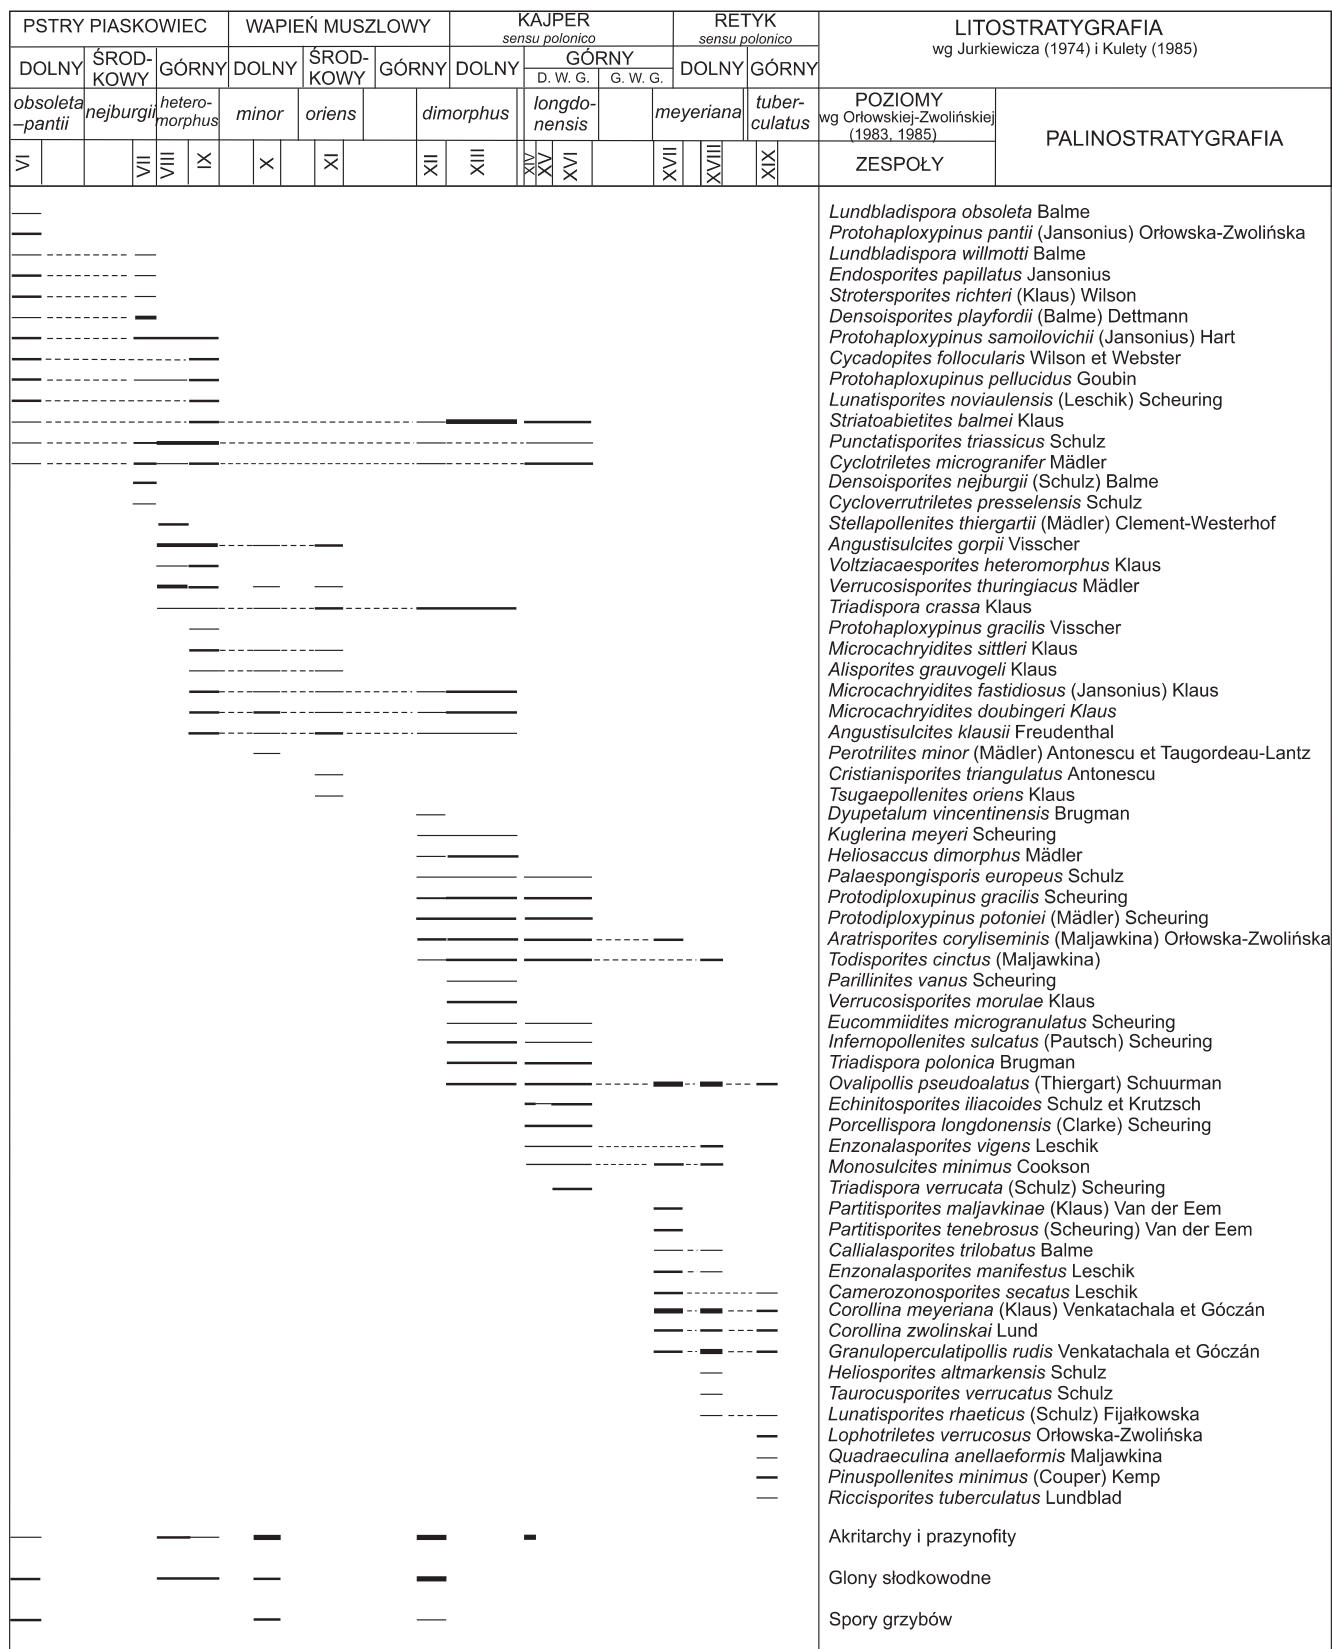 PSTRY PIASKOWIEC
WAPIEŃ MUSZLOWY
KAJPER
sensu polonico
RETYK
sensu polonico
LITOSTRATYGRAFIA
wg Jurkiewicza (1974) i Kulety (1985)
DOLNY
ŚROD-
KOWY
GÓRNY
DOLNY
ŚROD-
KOWY
GÓRNY
DOLNY
GÓRNY
D. W. G.
G. W. G.
DOLNY
GÓRNY
obsoleta
–pantii
nejburgii
hetero-
morphus
minor
oriens
dimorphus
longdo-
nensis
meyeriana
tuber-
culatus
POZIOMY
wg Orłowskiej-Zwolińskiej
(1983, 1985)
PALINOSTRATYGRAFIA
VI
VII
VIII
IX
X
XI
XII
XIII
XIV
XV
XVI
XVII
XVIII
XIX
ZESPOŁY
Lundbladispora obsoleta Balme
Protohaploxypinus pantii (Jansonius) Orłowska-Zwolińska
Lundbladispora willmotti Balme
Endosporites papillatus Jansonius
Strotersporites richteri (Klaus) Wilson
Densoisporites playfordii (Balme) Dettmann
Protohaploxypinus samoilovichii (Jansonius) Hart
Cycadopites follocularis Wilson et Webster
Protohaploxupinus pellucidus Goubin
Lunatisporites noviaulensis (Leschik) Scheuring
Striatoabietites balmei Klaus
Punctatisporites triassicus Schulz
Cyclotriletes microgranifer Mädler
Densoisporites nejburgii (Schulz) Balme
Cycloverrutriletes presselensis Schulz
Stellapollenites thiergartii (Mädler) Clement-Westerhof
Angustisulcites gorpii Visscher
Voltziacaesporites heteromorphus Klaus
Verrucosisporites thuringiacus Mädler
Triadispora crassa Klaus
Protohaploxypinus gracilis Visscher
Microcachryidites sittleri Klaus
Alisporites grauvogeli Klaus
Microcachryidites fastidiosus (Jansonius) Klaus
Microcachryidites doubingeri Klaus
Angustisulcites klausii Freudenthal
Perotrilites minor (Mädler) Antonescu et Taugordeau-Lantz
Cristianisporites triangulatus Antonescu
Tsugaepollenites oriens Klaus
Dyupetalum vincentinensis Brugman
Kuglerina meyeri Scheuring
Heliosaccus dimorphus Mädler
Palaespongisporis europeus Schulz
Protodiploxupinus gracilis Scheuring
Protodiploxypinus potoniei (Mädler) Scheuring
Aratrisporites coryliseminis (Maljawkina) Orłowska-Zwolińska
Todisporites cinctus (Maljawkina)
Parillinites vanus Scheuring
Verrucosisporites morulae Klaus
Eucommiidites microgranulatus Scheuring
Infernopollenites sulcatus (Pautsch) Scheuring
Triadispora polonica Brugman
Ovalipollis pseudoalatus (Thiergart) Schuurman
Echinitosporites iliacoides Schulz et Krutzsch
Porcellispora longdonensis (Clarke) Scheuring
Enzonalasporites vigens Leschik
Monosulcites minimus Cookson
Triadispora verrucata (Schulz) Scheuring
Partitisporites maljavkinae (Klaus) Van der Eem
Partitisporites tenebrosus (Scheuring) Van der Eem
Callialasporites trilobatus Balme
Enzonalasporites manifestus Leschik
Camerozonosporites secatus Leschik
Corollina meyeriana (Klaus) Venkatachala et Góczán
Corollina zwolinskai Lund
Granuloperculatipollis rudis Venkatachala et Góczán
Heliosporites altmarkensis Schulz
Taurocusporites verrucatus Schulz
Lunatisporites rhaeticus (Schulz) Fijałkowska
Lophotriletes verrucosus Orłowska-Zwolińska
Quadraeculina anellaeformis Maljawkina
Pinuspollenites minimus (Couper) Kemp
Riccisporites tuberculatus Lundblad
Akritarchy i prazynofity
Glony słodkowodne
Spory grzybów